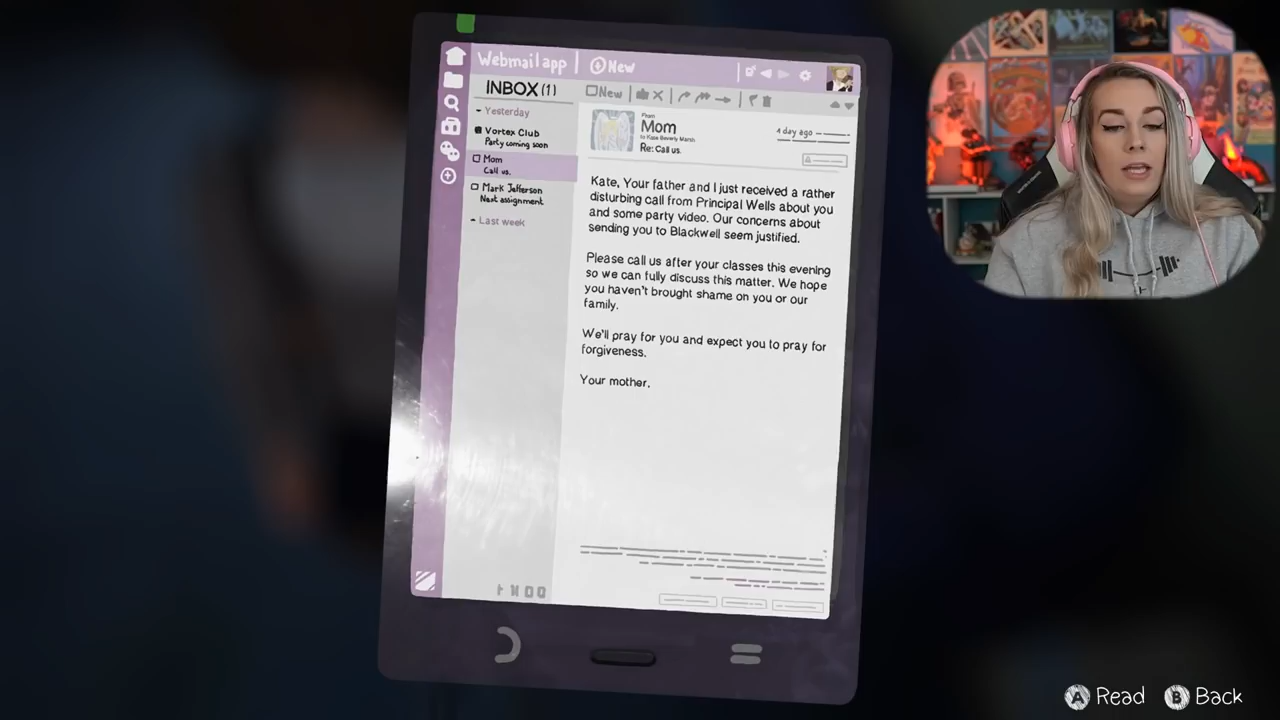 Webmail app | + New
INBOX (1)
New
- Yesterday
Vortex Club
Party coming soon
Mom
Call us.
Mark Jefferson
Next assignment
- Last week
From
Mom
to Kate Beverly Marsh
Re: Call us.
1 day ago
Kate, Your father and I just received a rather
disturbing call from Principal Wells about you
and some party video. Our concerns about
sending you to Blackwell seem justified.
Please call us after your classes this evening
so we can fully discuss this matter. We hope
you haven't brought shame on you or our
family.
We'll pray for you and expect you to pray for
forgiveness.
Your mother.
A Read B Back